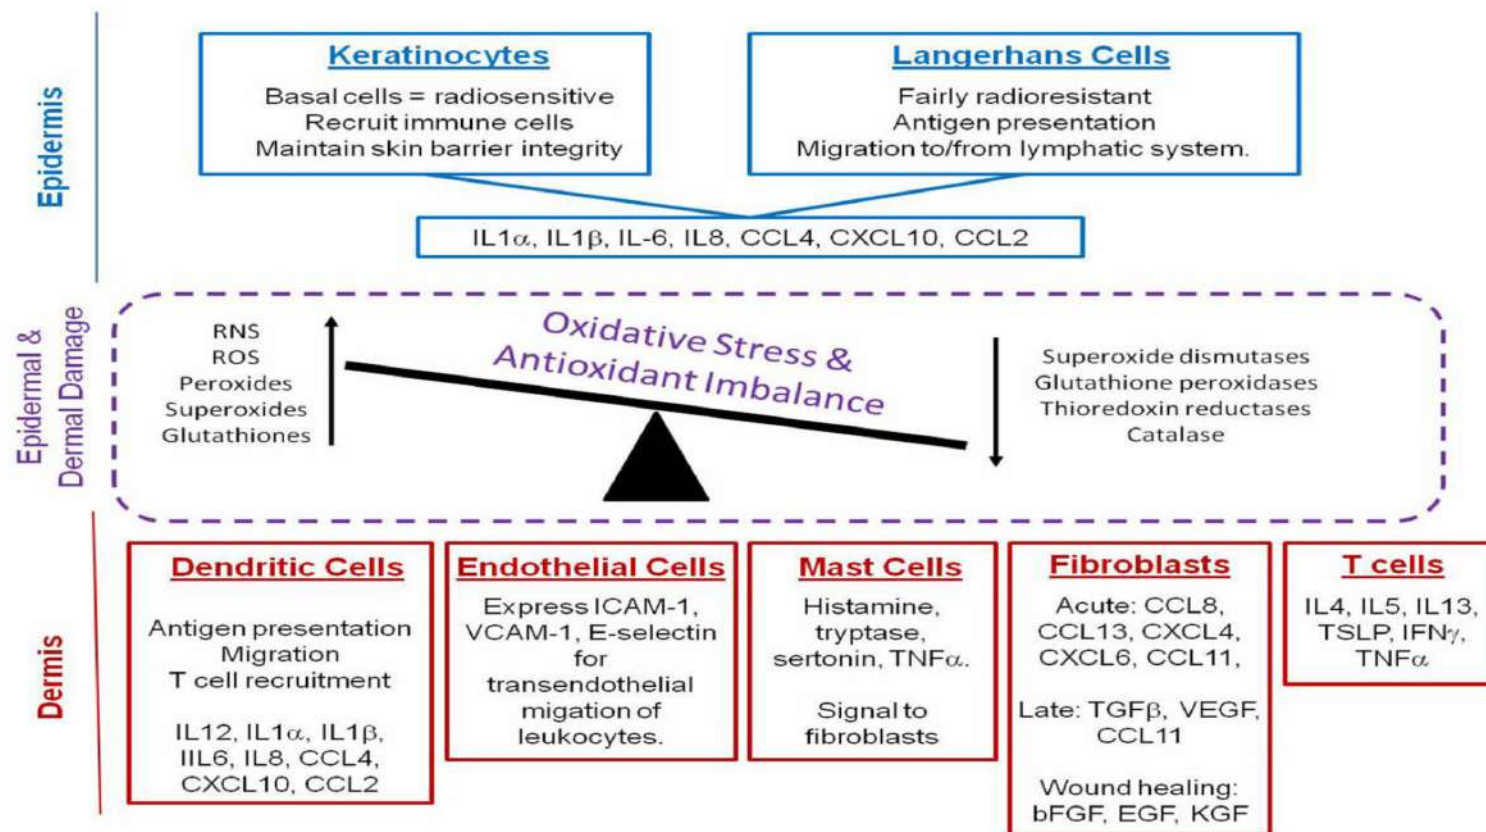 Epidermis
Keratinocytes
Basal cells = radiosensitive
Recruit immune cells
Maintain skin barrier integrity
Langerhans Cells
Fairly radioresistant
Antigen presentation
Migration to/from lymphatic system.
IL1α, IL1β, IL-6, IL8, CCL4, CXCL10, CCL2
Epidermal &
Dermal Damage
RNS
ROS
Peroxides
Superoxides
Glutathiones
Oxidative Stress &
Antioxidant Imbalance
Superoxide dismutases
Glutathione peroxidases
Thioredoxin reductases
Catalase
Dermis
Dendritic Cells
Antigen presentation
Migration
T cell recruitment
IL12, IL1α, IL1β,
IIL6, IL8, CCL4,
CXCL10, CCL2
Endothelial Cells
Express ICAM-1,
VCAM-1, E-selectin
for
transendothelial
migation of
leukocytes.
Mast Cells
Histamine,
tryptase,
sertonin, TNFα.
Signal to
fibroblasts
Fibroblasts
Acute: CCL8,
CCL13, CXCL4,
CXCL6, CCL11,
Late: TGFβ, VEGF,
CCL11
Wound healing:
bFGF, EGF, KGF
T cells
IL4, IL5, IL13,
TSLP, IFNγ,
TNFα